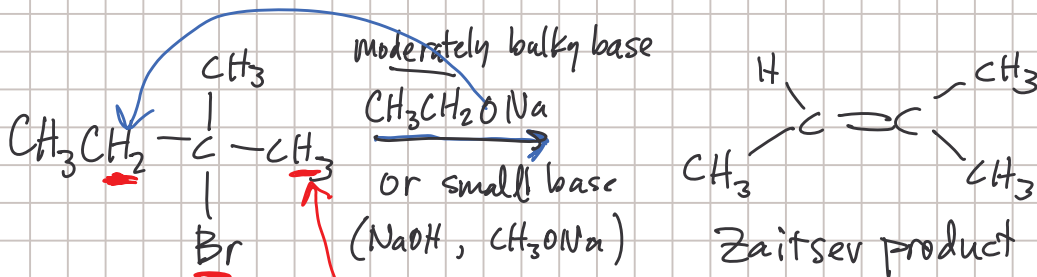 moderately bulky base
CH3
CH3CH2ONa
CH3CH2 — C — CH3
or small base
Br
(NaOH, CH3ONa)
H
CH3
C = C
CH3
CH3
Zaitsev product